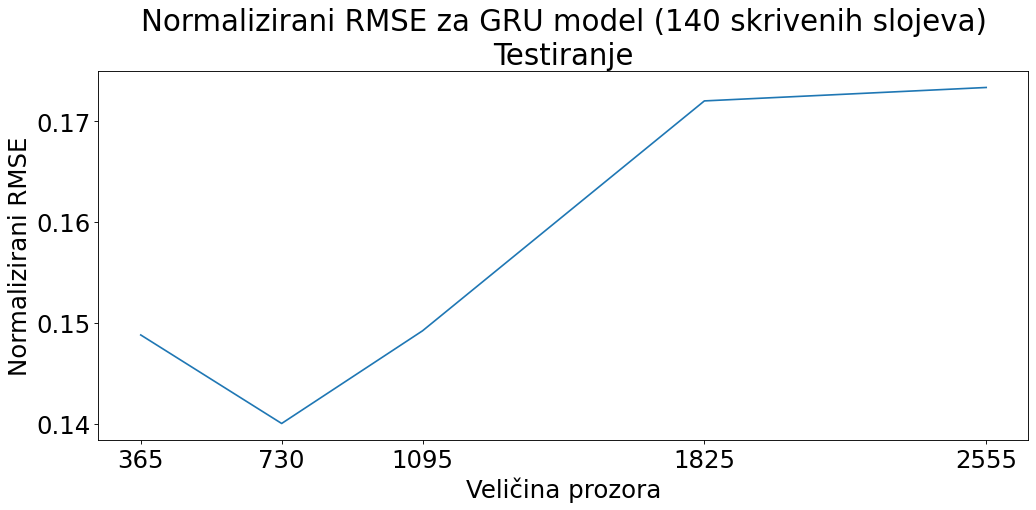 Normalizirani RMSE za GRU model (140 skrivenih slojeva)
Testiranje
Normalizirani RMSE
0.17
0.16
0.15
0.14
365 730 1095 1825 2555
Veličina prozora